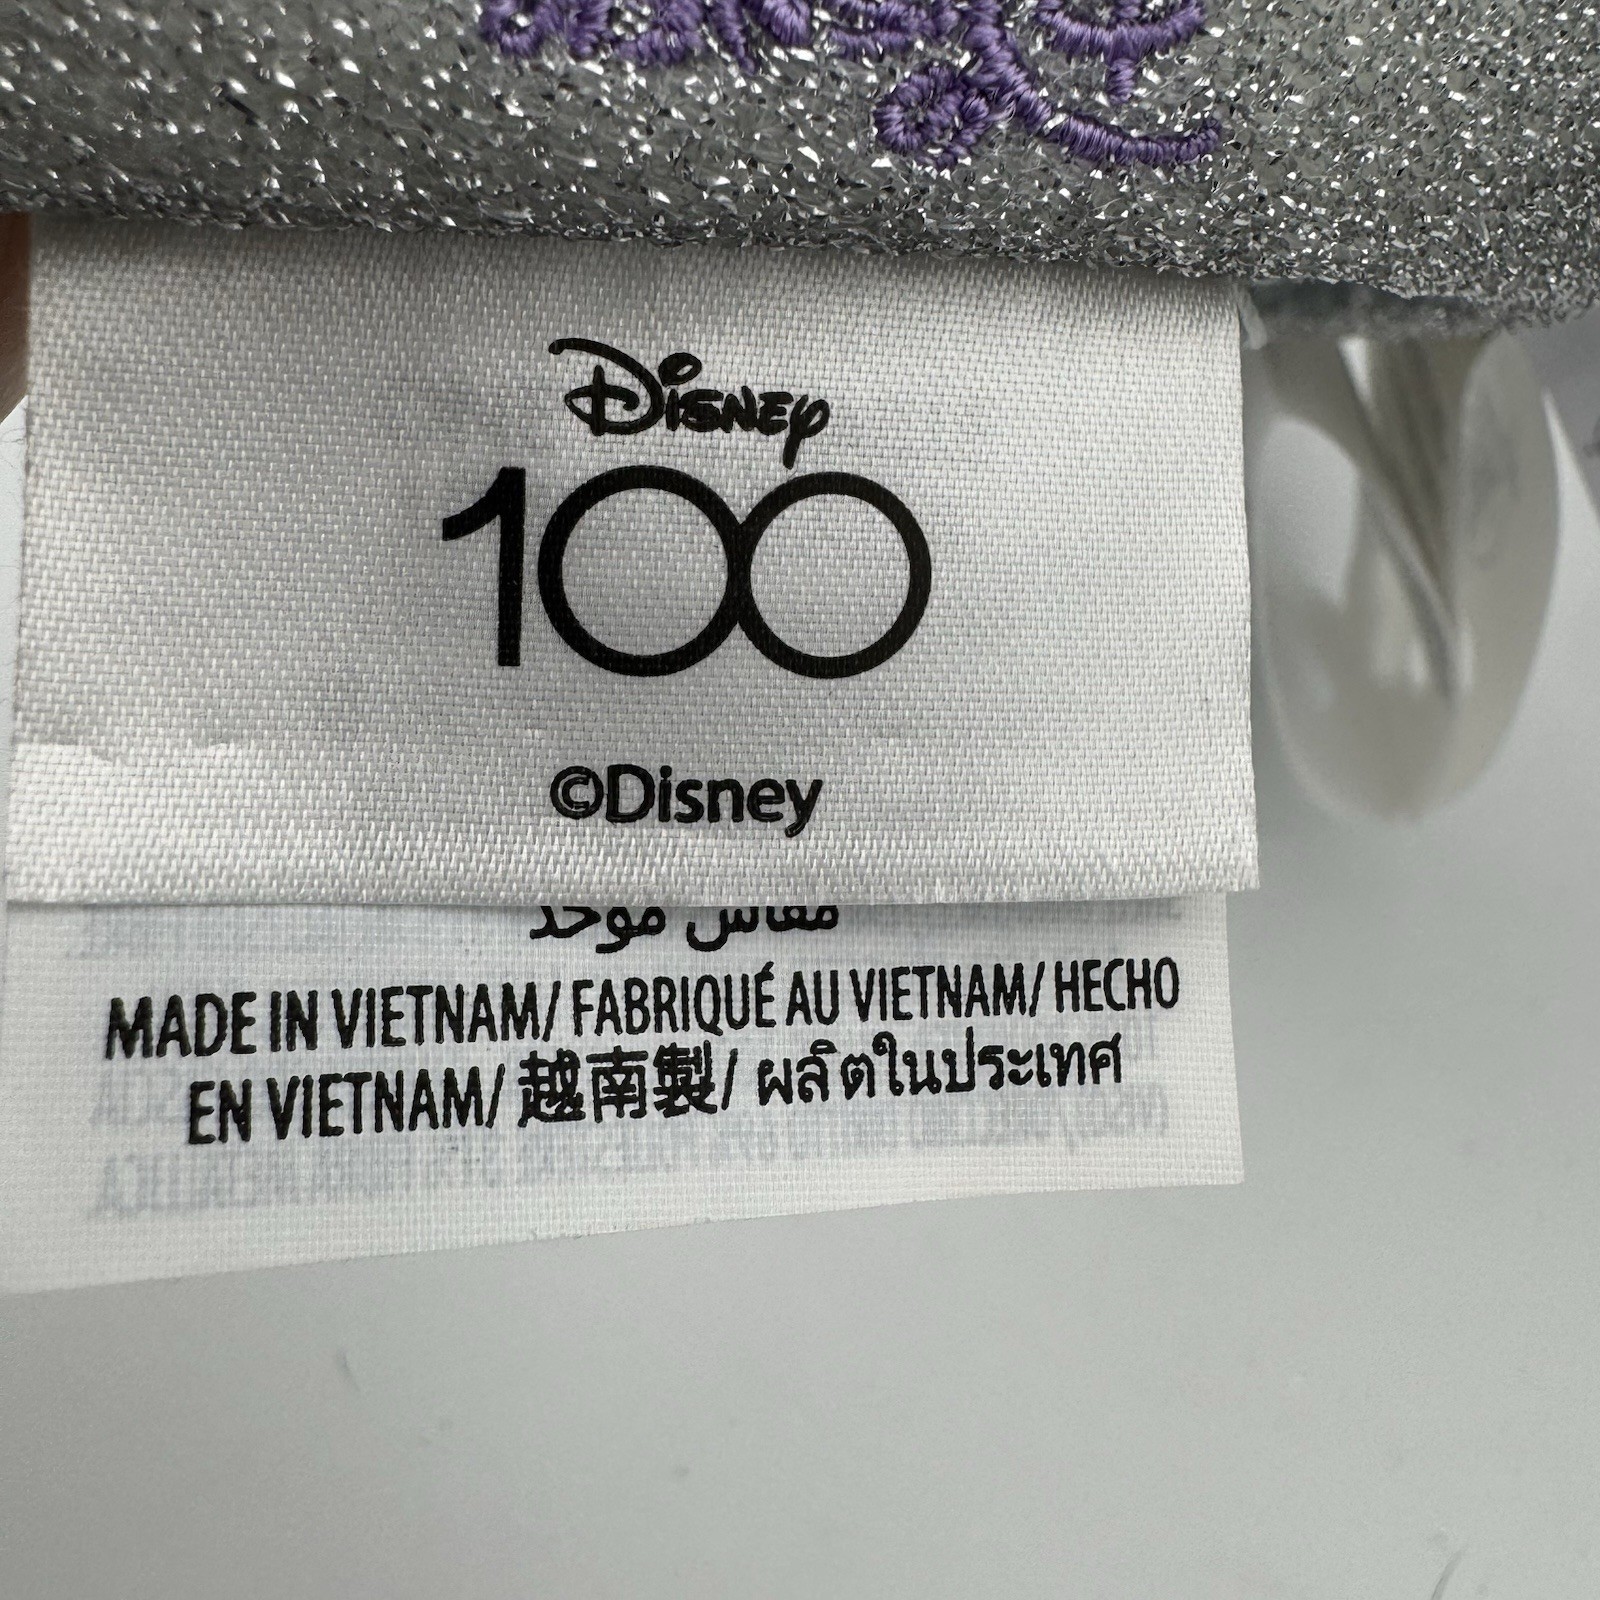 Disney
100
©Disney
مقاس موحد
MADE IN VIETNAM/ FABRIQUÉ AU VIETNAM/ HECHO
EN VIETNAM/ 越南製/ ผลิตในประเทศ